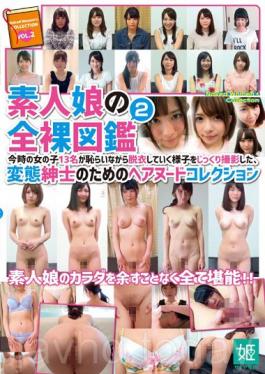 COLLECTION
VOL.2
素人娘の
全裸図鑑
2
Collection
今時の女の子13名が恥らいながら脱衣していく様子をじっくり撮影した、
変態紳士のためのヘアヌードコレクション
素人娘のカラダを余すことなく全て堪能!!
姫